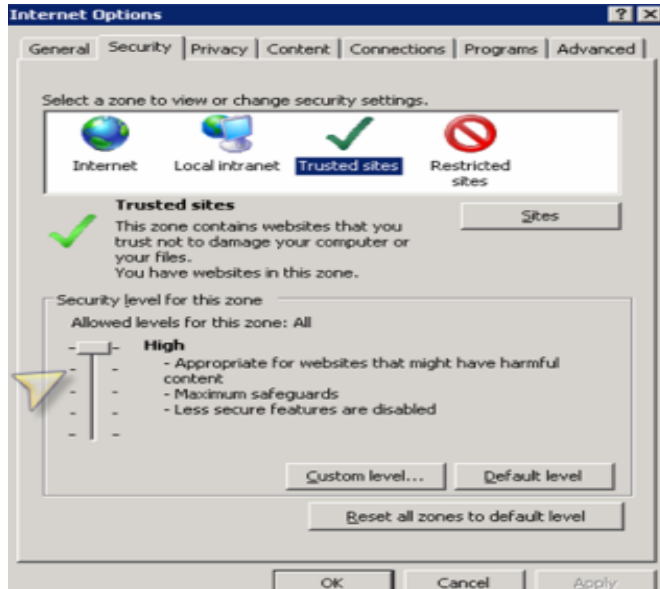 Internet Options
General Security Privacy Content Connections Programs Advanced
Select a zone to view or change security settings.
Internet Local intranet Trusted sites Restricted sites
Trusted sites
Sites
This zone contains websites that you
trust not to damage your computer or
your files.
You have websites in this zone.
Security level for this zone
Allowed levels for this zone: All
High
- Appropriate for websites that might have harmful
content
- Maximum safeguards
- Less secure features are disabled
Custom level... Default level
Reset all zones to default level
OK Cancel Apply